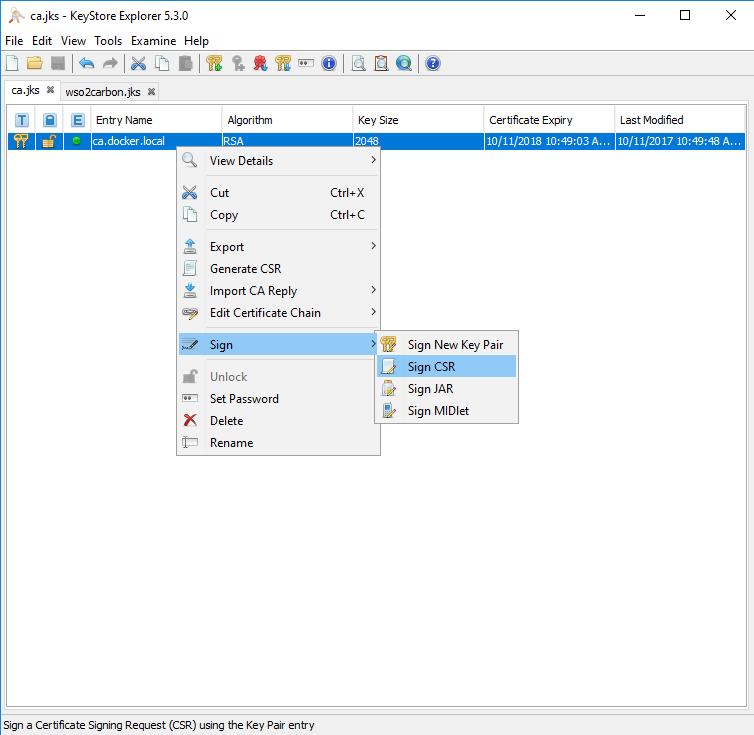 ca.jks - KeyStore Explorer 5.3.0
File Edit View Tools Examine Help
ca.jks wso2carbon.jks
T E Entry Name Algorithm Key Size Certificate Expiry Last Modified
ca.docker.local RSA 2048 10/11/2018 10:49:03 A... 10/11/2017 10:49:48 A...
View Details
Cut Ctrl+X
Copy Ctrl+C
Export
Generate CSR
Import CA Reply
Edit Certificate Chain
Sign
Sign New Key Pair
Sign CSR
Sign JAR
Sign MIDlet
Unlock
Set Password
Delete
Rename
Sign a Certificate Signing Request (CSR) using the Key Pair entry